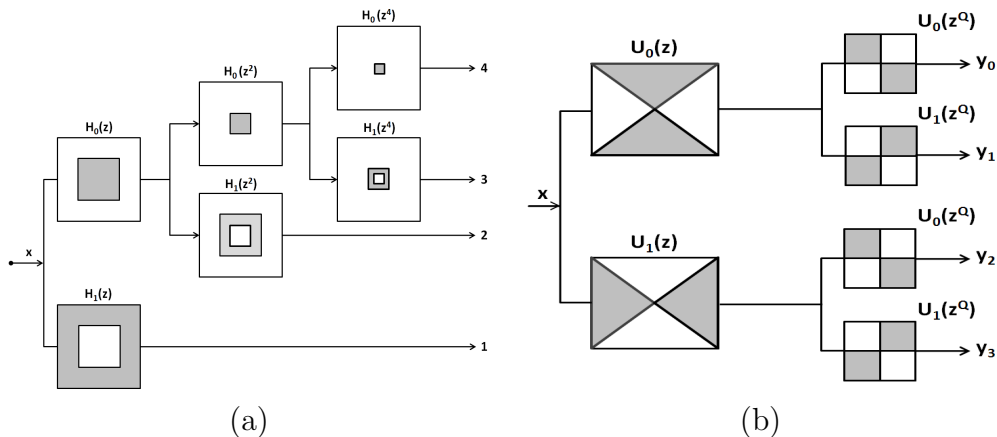 H₀(z⁴)
4
H₀(z²)
H₁(z⁴)
3
H₀(z)
H₁(z²)
2
x
H₁(z)
1
(a)
U₀(z)
U₀(z^Q)
y₀
U₁(z^Q)
y₁
x
U₁(z)
U₀(z^Q)
y₂
U₁(z^Q)
y₃
(b)